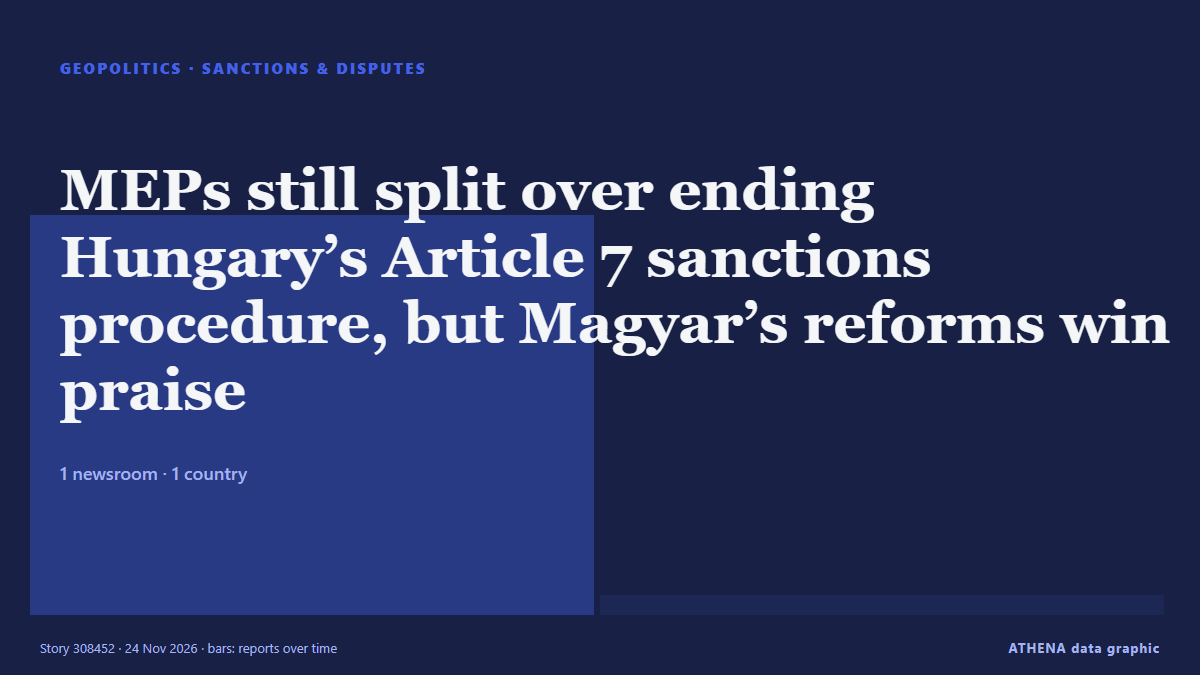 GEOPOLITICS · SANCTIONS & DISPUTES
MEPs still split over ending
Hungary’s Article 7 sanctions
procedure, but Magyar’s reforms win
praise
1 newsroom · 1 country
Story 308452 · 24 Nov 2026 · bars: reports over time
ATHENA data graphic